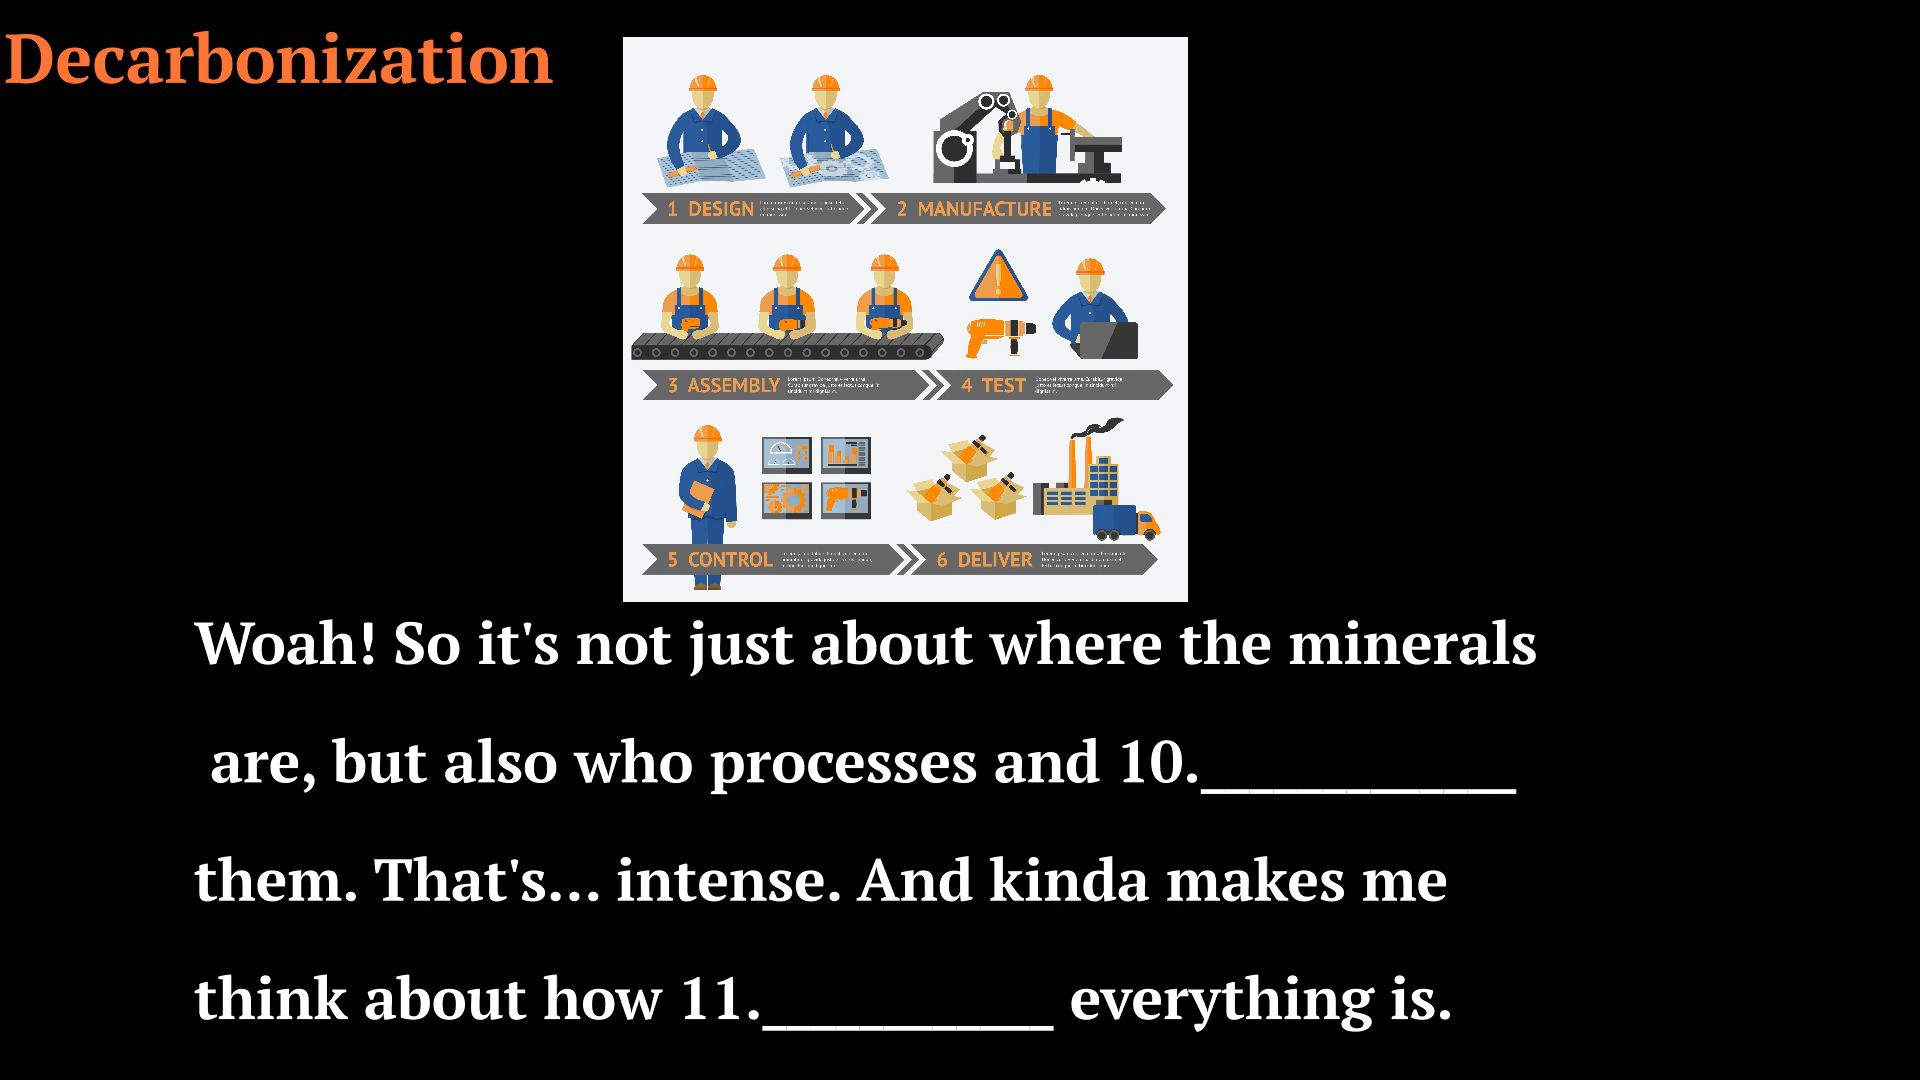 Decarbonization
1 DESIGN
2 MANUFACTURE
3 ASSEMBLY
4 TEST
5 CONTROL
6 DELIVER
Woah! So it's not just about where the minerals
are, but also who processes and 10._____________
them. That's... intense. And kinda makes me
think about how 11.____________ everything is.